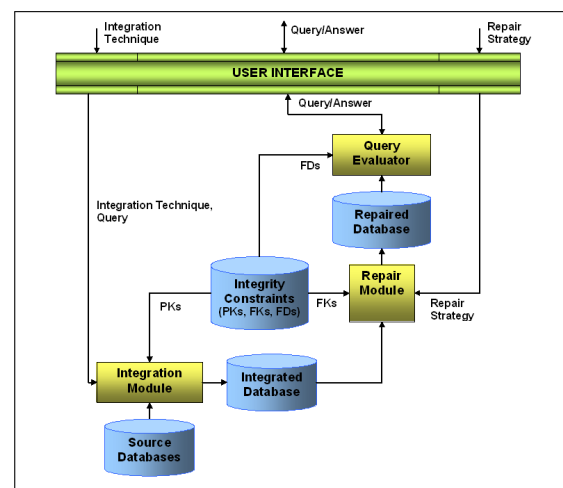 Integration
Technique
Query/Answer
Repair
Strategy
USER INTERFACE
Query/Answer
Query
Evaluator
FDs
Integration Technique,
Query
Repaired
Database
Integrity
Constraints
(PKs, FKs, FDs)
PKs
FKs
Repair
Module
Repair
Strategy
Integration
Module
Integrated
Database
Source
Databases